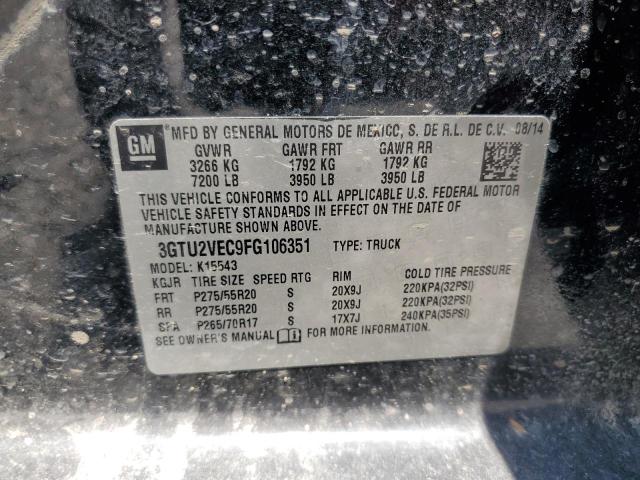 GM
MFD BY GENERAL MOTORS DE MEXICO, S. DE R.L. DE C.V. 08/14
GVWR GAWR FRT GAWR RR
3266 KG 1792 KG 1792 KG
7200 LB 3950 LB 3950 LB
THIS VEHICLE CONFORMS TO ALL APPLICABLE U.S. FEDERAL MOTOR
VEHICLE SAFETY STANDARDS IN EFFECT ON THE DATE OF
MANUFACTURE SHOWN ABOVE.
3GTU2VEC9FG106351 TYPE: TRUCK
MODEL: K15543
KGJR TIRE SIZE SPEED RTG RIM COLD TIRE PRESSURE
FRT P275/55R20 S 20X9J 220KPA(32PSI)
RR P275/55R20 S 20X9J 220KPA(32PSI)
SPA P265/70R17 S 17X7J 240KPA(35PSI)
SEE OWNER'S MANUAL FOR MORE INFORMATION.